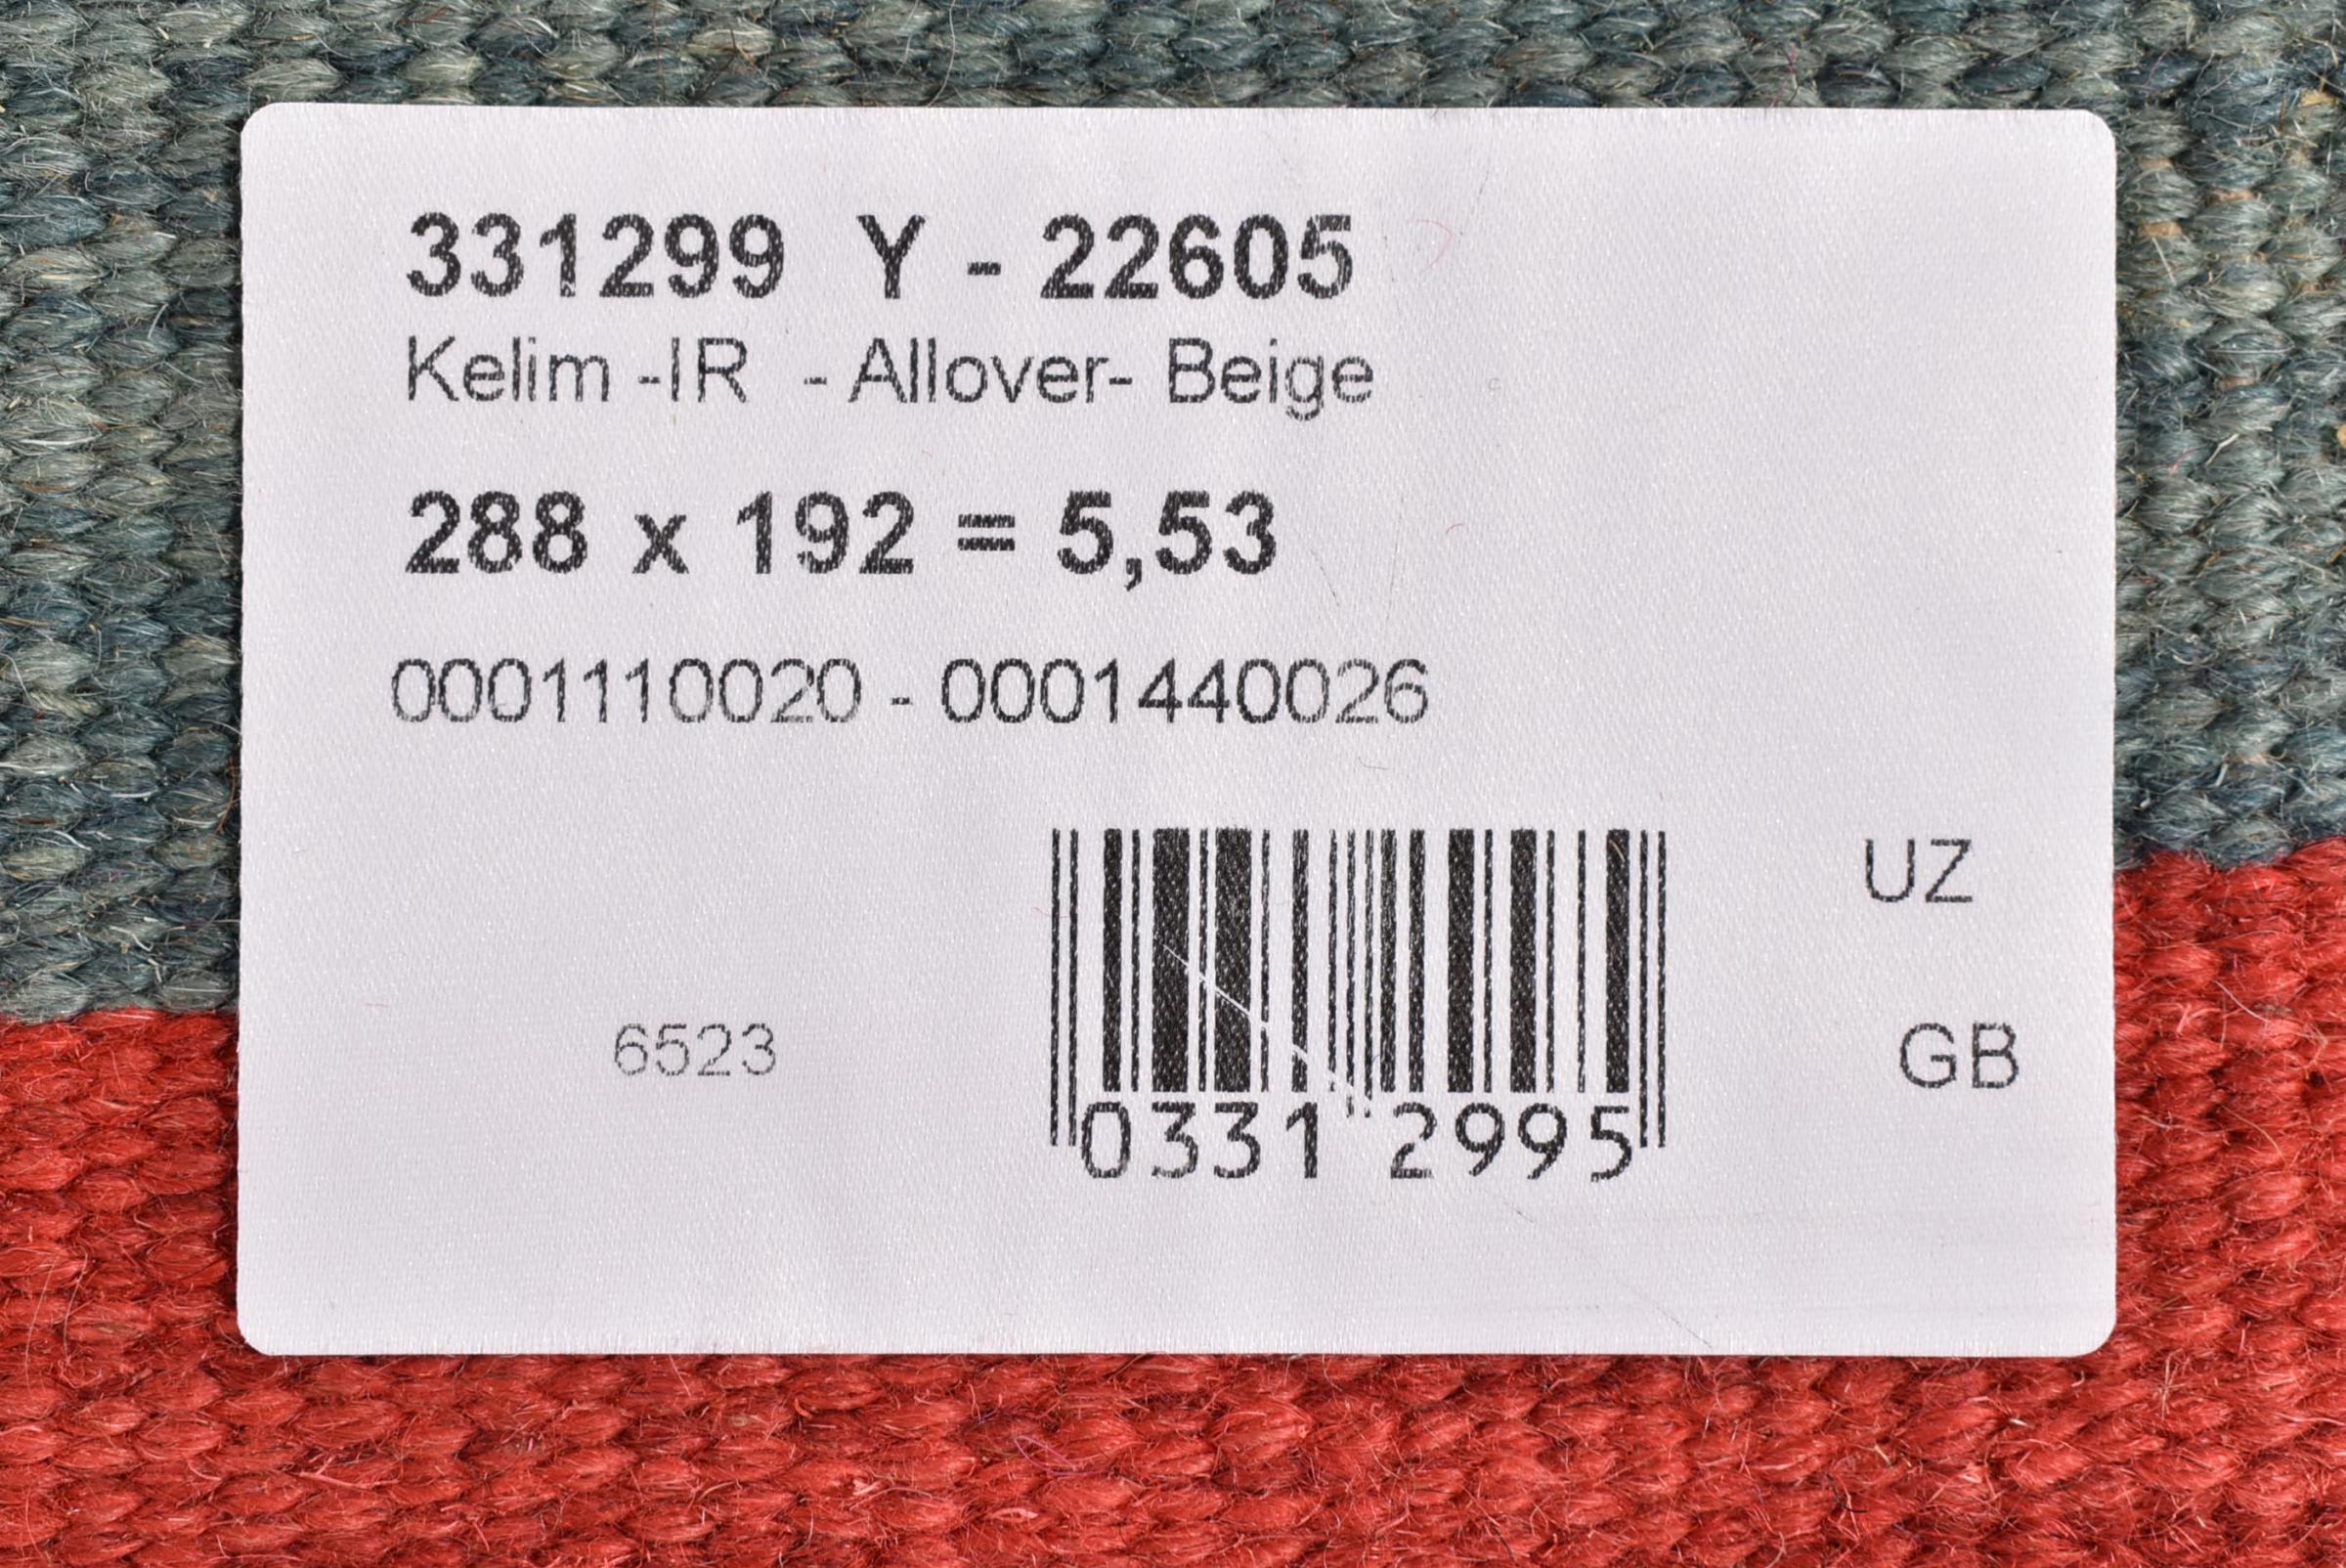 331299 Y - 22605
Kelim -IR - Allover- Beige
288 x 192 = 5,53
0001110020 - 0001440026
UZ
6523
GB
0331 2995